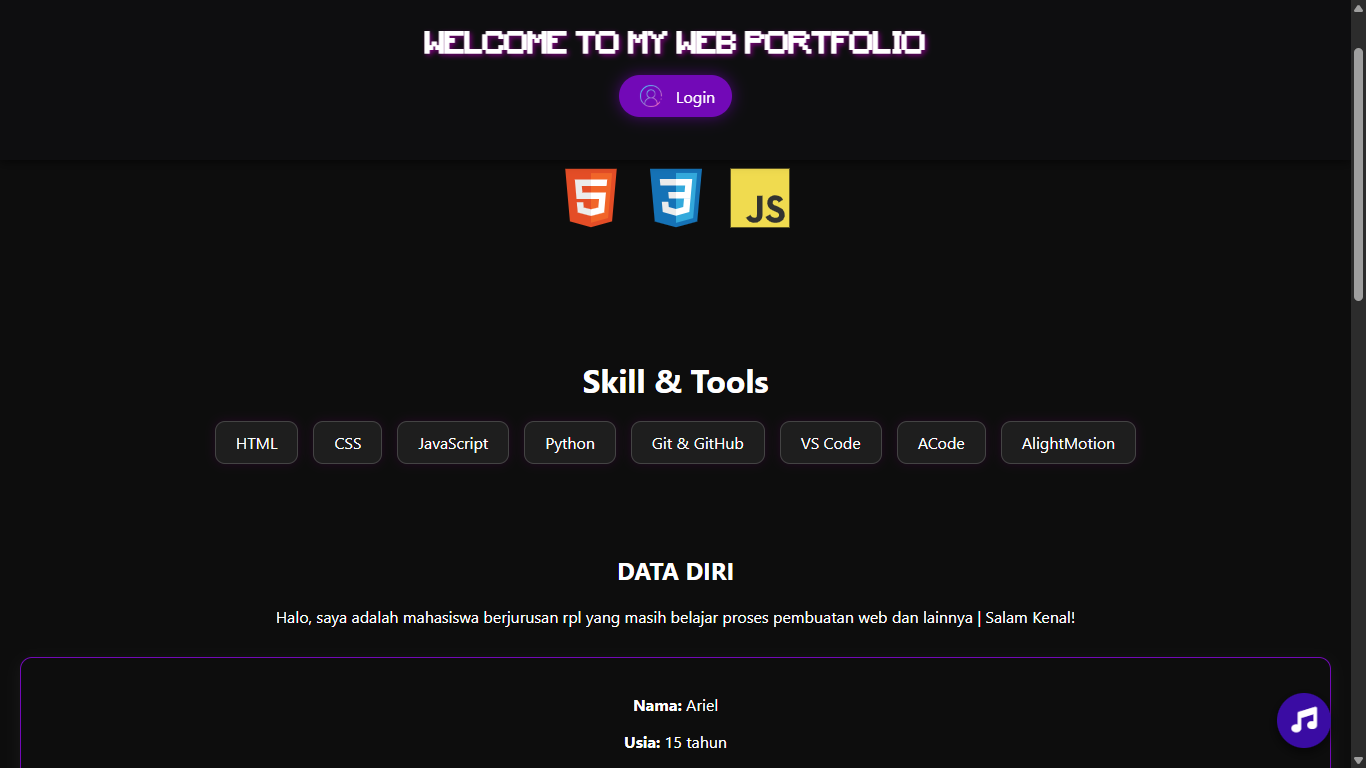 WELCOME TO MY WEB PORTFOLIO
Login
5 3 JS
Skill & Tools
HTML CSS JavaScript Python Git & GitHub VS Code ACode AlightMotion
DATA DIRI
Halo, saya adalah mahasiswa berjurusan rpl yang masih belajar proses pembuatan web dan lainnya | Salam Kenal!
Nama: Ariel
Usia: 15 tahun